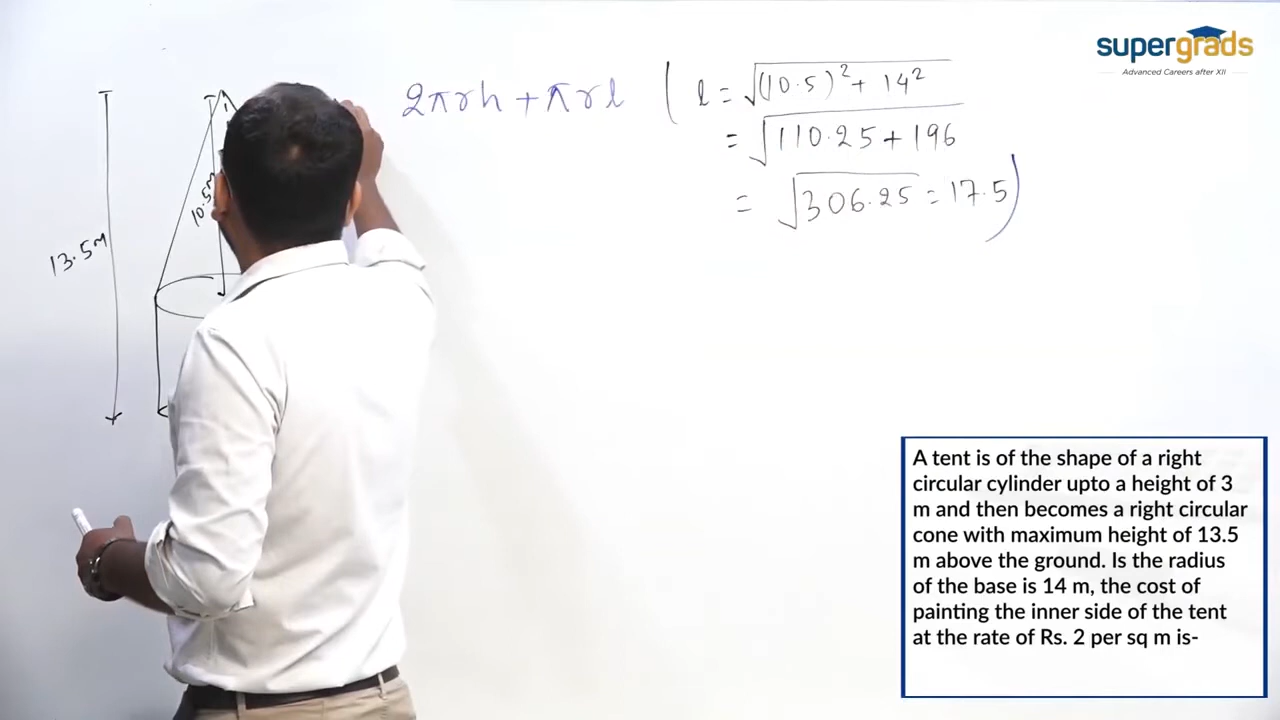 supergrads
Advanced Careers after XII
2πrh + πrl
( l = √(10.5)² + 14²
= √110.25 + 196
= √306.25 = 17.5 )
10.5M
13.5M
A tent is of the shape of a right
circular cylinder upto a height of 3
m and then becomes a right circular
cone with maximum height of 13.5
m above the ground. Is the radius
of the base is 14 m, the cost of
painting the inner side of the tent
at the rate of Rs. 2 per sq m is-